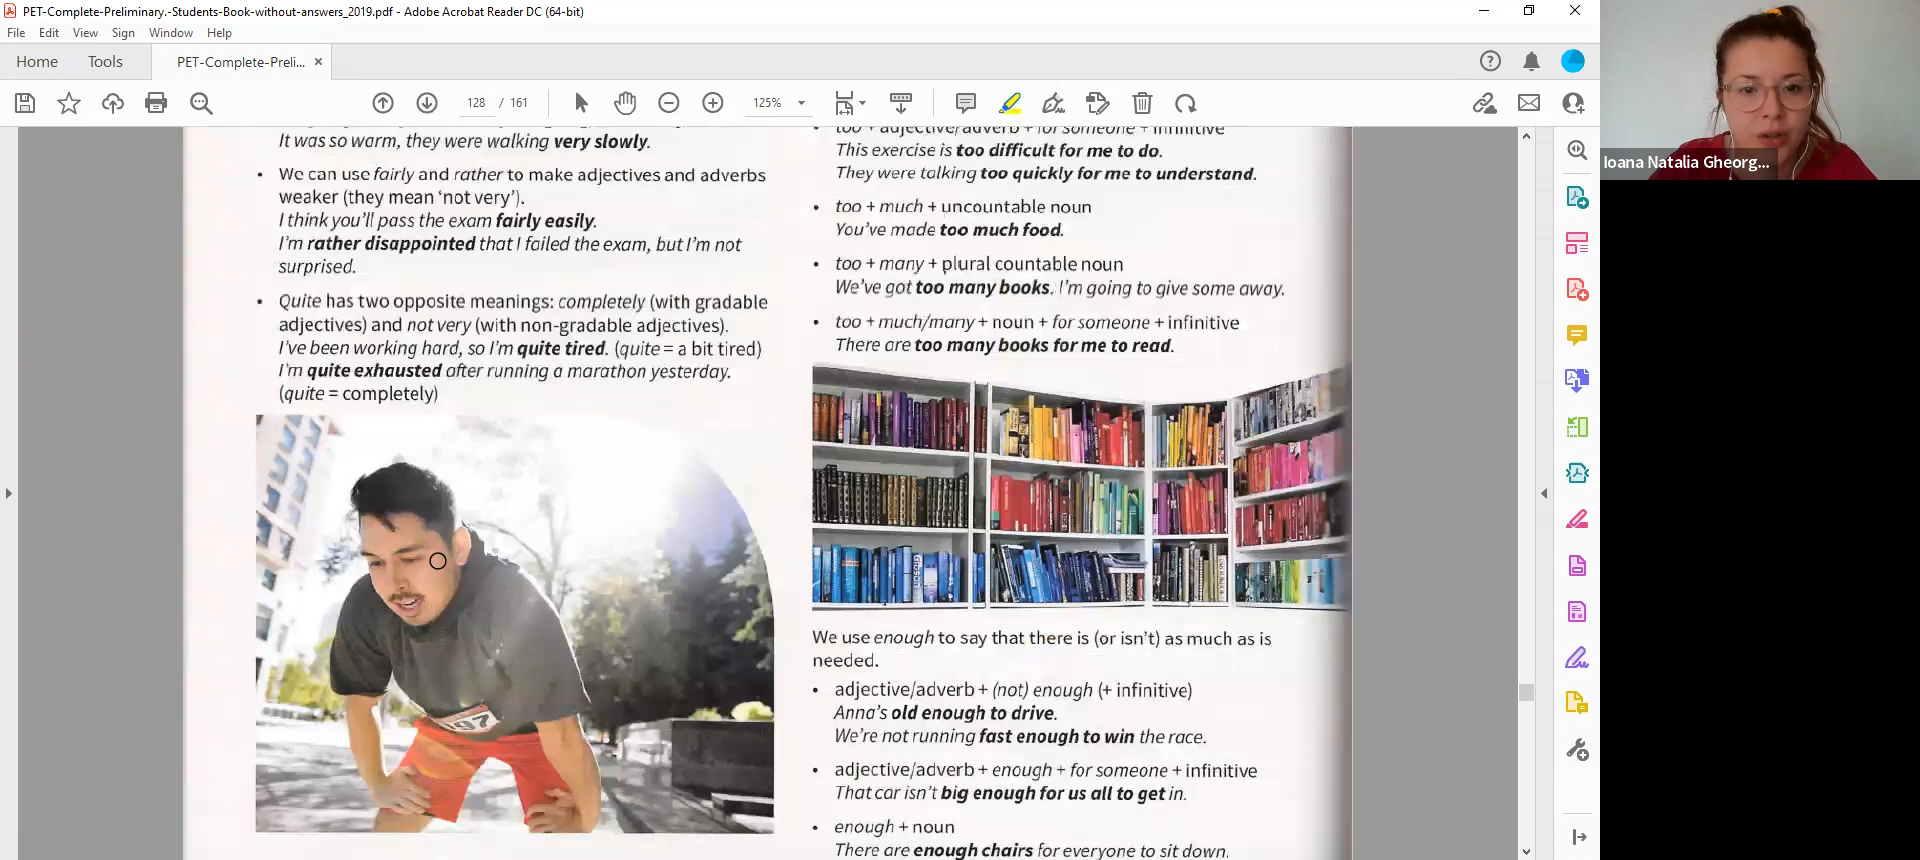 PET-Complete-Preliminary.-Students-Book-without-answers_2019.pdf - Adobe Acrobat Reader DC (64-bit)
File Edit View Sign Window Help
Home Tools PET-Complete-Preli... ×
128 / 161 125%
Ioana Natalia Gheorg...
It was so warm, they were walking very slowly.
• We can use fairly and rather to make adjectives and adverbs
weaker (they mean ‘not very’).
I think you’ll pass the exam fairly easily.
I’m rather disappointed that I failed the exam, but I’m not
surprised.
• Quite has two opposite meanings: completely (with gradable
adjectives) and not very (with non-gradable adjectives).
I’ve been working hard, so I’m quite tired. (quite = a bit tired)
I’m quite exhausted after running a marathon yesterday.
(quite = completely)
97
• too + adjective/adverb + for someone + infinitive
This exercise is too difficult for me to do.
They were talking too quickly for me to understand.
• too + much + uncountable noun
You’ve made too much food.
• too + many + plural countable noun
We’ve got too many books. I’m going to give some away.
• too + much/many + noun + for someone + infinitive
There are too many books for me to read.
We use enough to say that there is (or isn’t) as much as is
needed.
• adjective/adverb + (not) enough (+ infinitive)
Anna’s old enough to drive.
We’re not running fast enough to win the race.
• adjective/adverb + enough + for someone + infinitive
That car isn’t big enough for us all to get in.
• enough + noun
There are enough chairs for everyone to sit down.